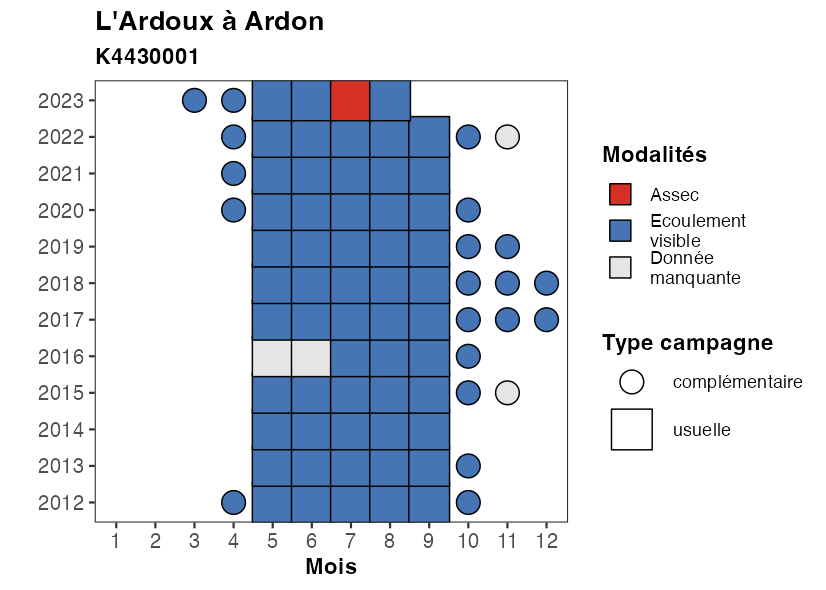 L'Ardoux à Ardon
K4430001
2023
2022
2021
2020
2019
2018
2017
2016
2015
2014
2013
2012
1 2 3 4 5 6 7 8 9 10 11 12
Mois
Modalités
Assec
Ecoulement
visible
Donnée
manquante
Type campagne
complémentaire
usuelle